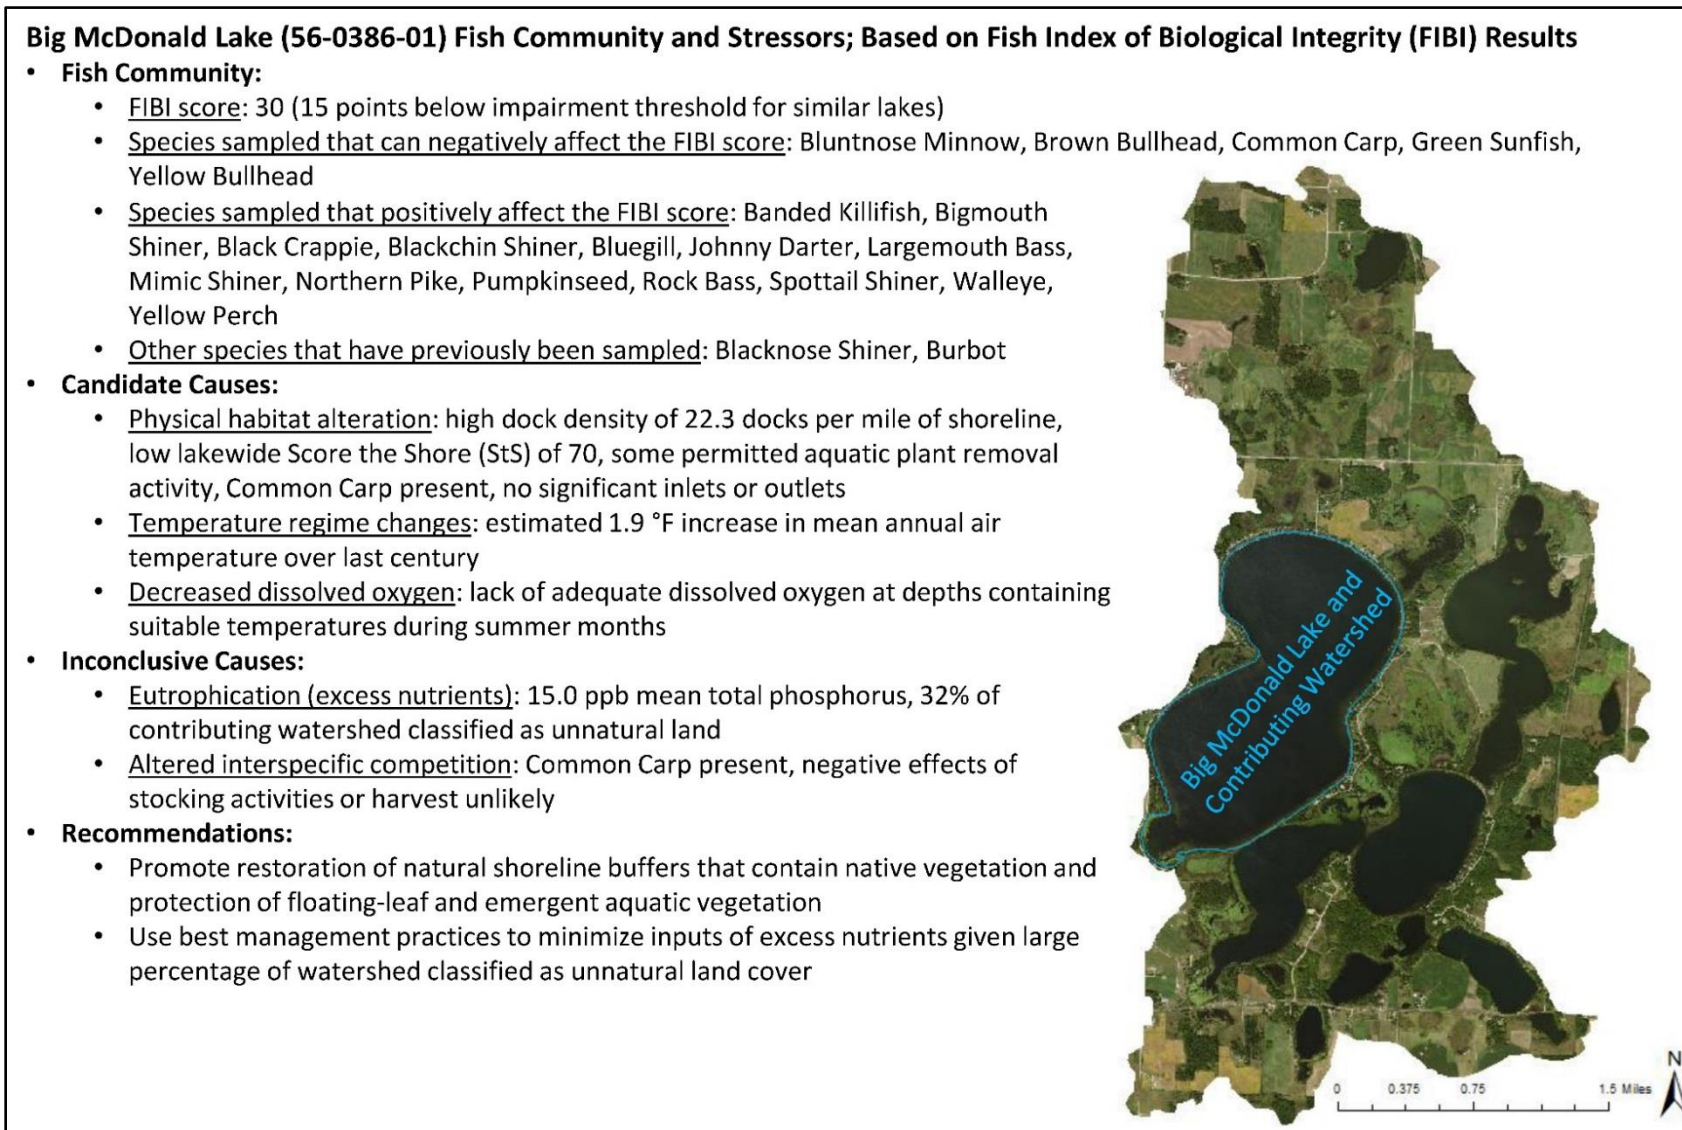 Big McDonald Lake (56-0386-01) Fish Community and Stressors; Based on Fish Index of Biological Integrity (FIBI) Results
• Fish Community:
• FIBI score: 30 (15 points below impairment threshold for similar lakes)
• Species sampled that can negatively affect the FIBI score: Bluntnose Minnow, Brown Bullhead, Common Carp, Green Sunfish,
Yellow Bullhead
• Species sampled that positively affect the FIBI score: Banded Killifish, Bigmouth
Shiner, Black Crappie, Blackchin Shiner, Bluegill, Johnny Darter, Largemouth Bass,
Mimic Shiner, Northern Pike, Pumpkinseed, Rock Bass, Spottail Shiner, Walleye,
Yellow Perch
• Other species that have previously been sampled: Blacknose Shiner, Burbot
• Candidate Causes:
• Physical habitat alteration: high dock density of 22.3 docks per mile of shoreline,
low lakewide Score the Shore (StS) of 70, some permitted aquatic plant removal
activity, Common Carp present, no significant inlets or outlets
• Temperature regime changes: estimated 1.9 °F increase in mean annual air
temperature over last century
• Decreased dissolved oxygen: lack of adequate dissolved oxygen at depths containing
suitable temperatures during summer months
• Inconclusive Causes:
• Eutrophication (excess nutrients): 15.0 ppb mean total phosphorus, 32% of
contributing watershed classified as unnatural land
• Altered interspecific competition: Common Carp present, negative effects of
stocking activities or harvest unlikely
• Recommendations:
• Promote restoration of natural shoreline buffers that contain native vegetation and
protection of floating-leaf and emergent aquatic vegetation
• Use best management practices to minimize inputs of excess nutrients given large
percentage of watershed classified as unnatural land cover
Big McDonald Lake and
Contributing Watershed
N
0 0.375 0.75 1.5 Miles